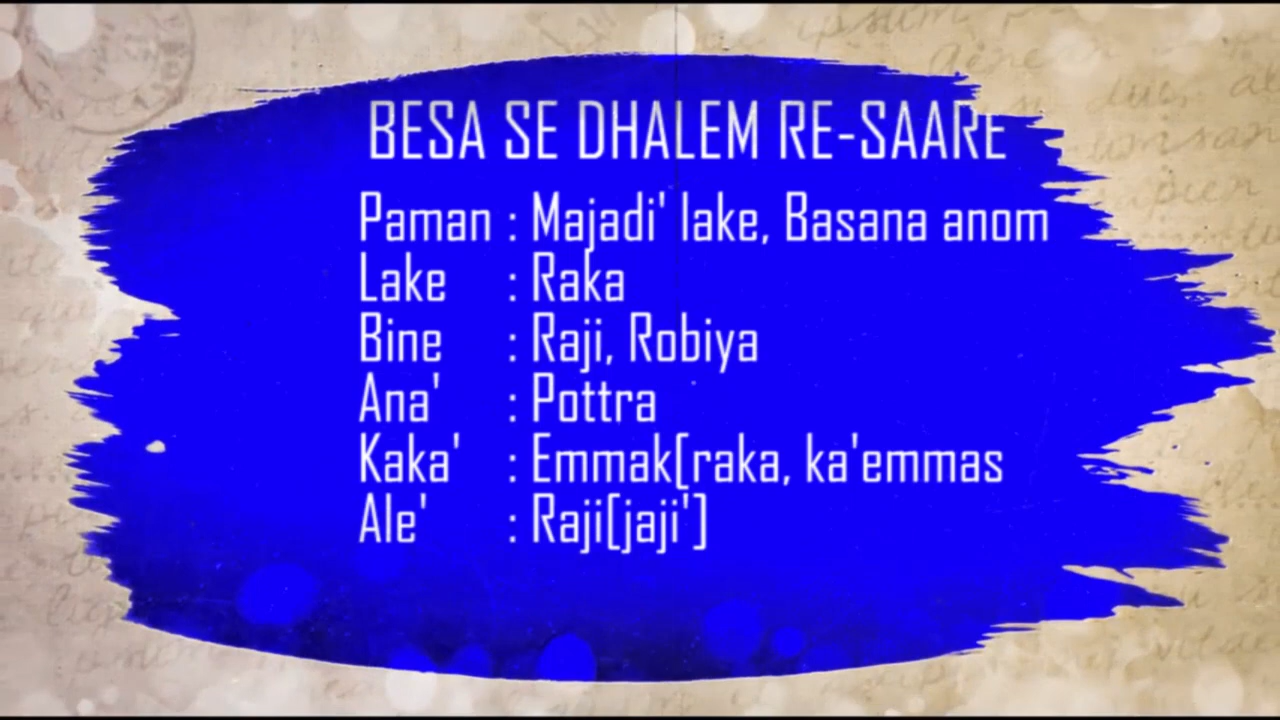 BESA SE DHALEM RE-SAARE
Paman : Majadi' lake, Basana anom
Lake : Raka
Bine : Raji, Robiya
Ana' : Pottra
Kaka' : Emmak[raka, ka'emmas
Ale' : Raji[jaji']